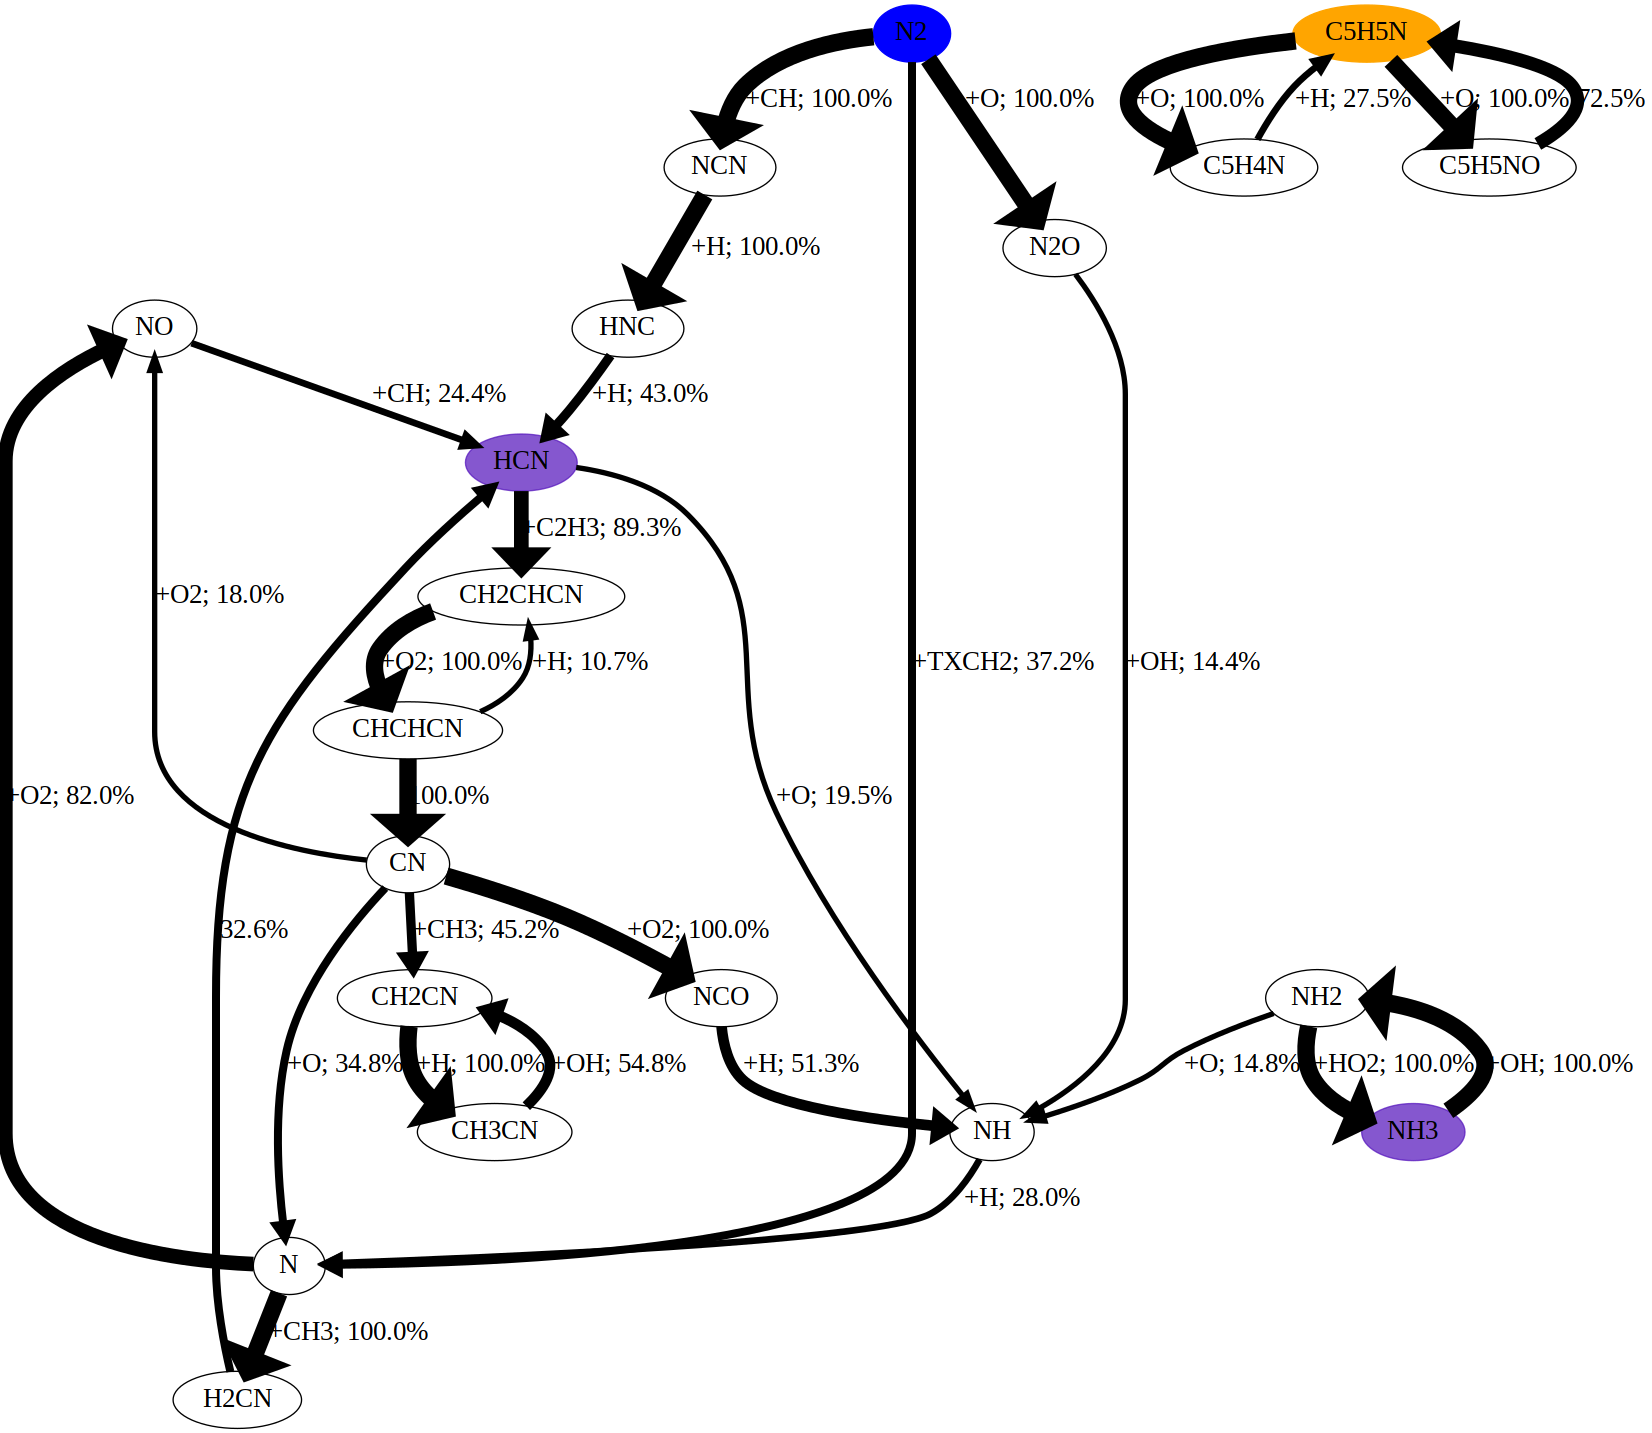 N2
C5H5N
+CH; 100.0%
+O; 100.0%
+O; 100.0%
+H; 27.5%
+O; 100.0%
72.5%
NCN
C5H4N
C5H5NO
+H; 100.0%
N2O
NO
HNC
+CH; 24.4%
+H; 43.0%
HCN
+C2H3; 89.3%
+O2; 18.0%
CH2CHCN
+O2; 100.0%
+H; 10.7%
+TXCH2; 37.2%
+OH; 14.4%
CHCHCN
+O2; 82.0%
100.0%
+O; 19.5%
CN
32.6%
+CH3; 45.2%
+O2; 100.0%
CH2CN
NCO
NH2
+O; 34.8%
+H; 100.0%
+OH; 54.8%
+H; 51.3%
+O; 14.8%
+HO2; 100.0%
+OH; 100.0%
CH3CN
NH
NH3
+H; 28.0%
N
+CH3; 100.0%
H2CN